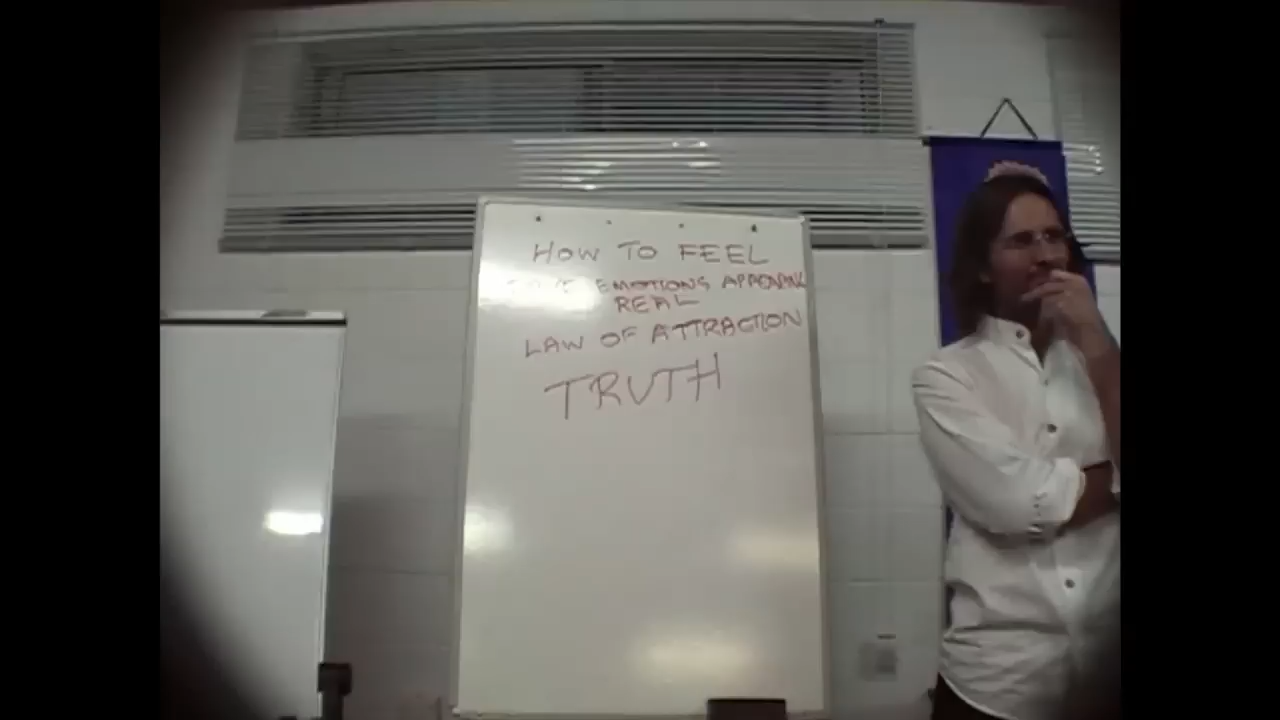 HOW TO FEEL
EMOTIONS APPEARING
REAL
LAW OF ATTRACTION
TRUTH